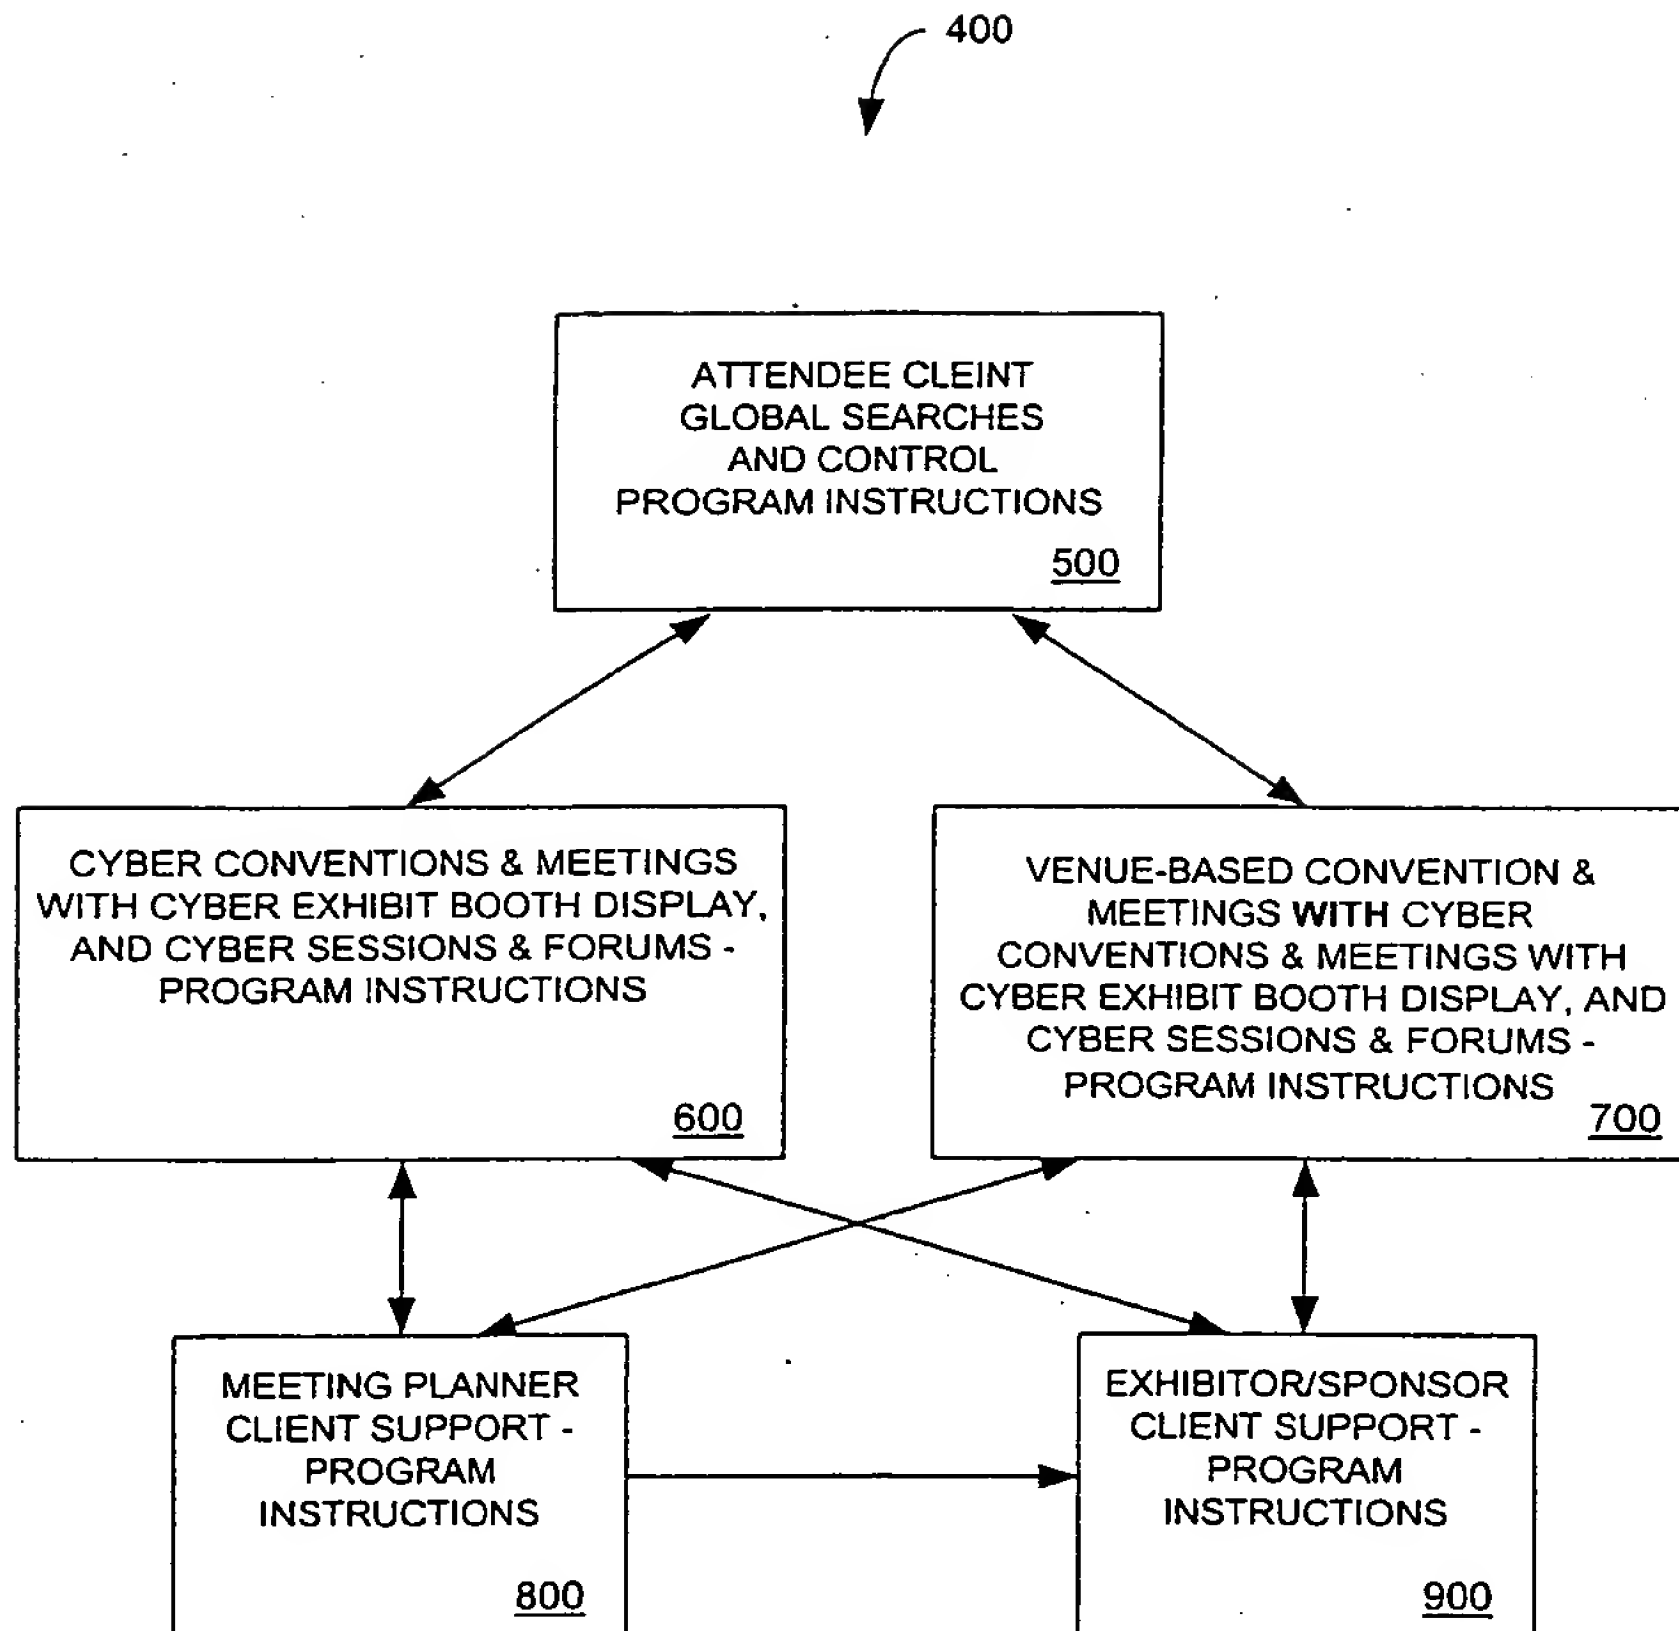 400
ATTENDEE CLEINT
GLOBAL SEARCHES
AND CONTROL
PROGRAM INSTRUCTIONS
500
CYBER CONVENTIONS & MEETINGS
WITH CYBER EXHIBIT BOOTH DISPLAY,
AND CYBER SESSIONS & FORUMS -
PROGRAM INSTRUCTIONS
600
VENUE-BASED CONVENTION &
MEETINGS WITH CYBER
CONVENTIONS & MEETINGS WITH
CYBER EXHIBIT BOOTH DISPLAY, AND
CYBER SESSIONS & FORUMS -
PROGRAM INSTRUCTIONS
700
MEETING PLANNER
CLIENT SUPPORT -
PROGRAM
INSTRUCTIONS
800
EXHIBITOR/SPONSOR
CLIENT SUPPORT -
PROGRAM
INSTRUCTIONS
900